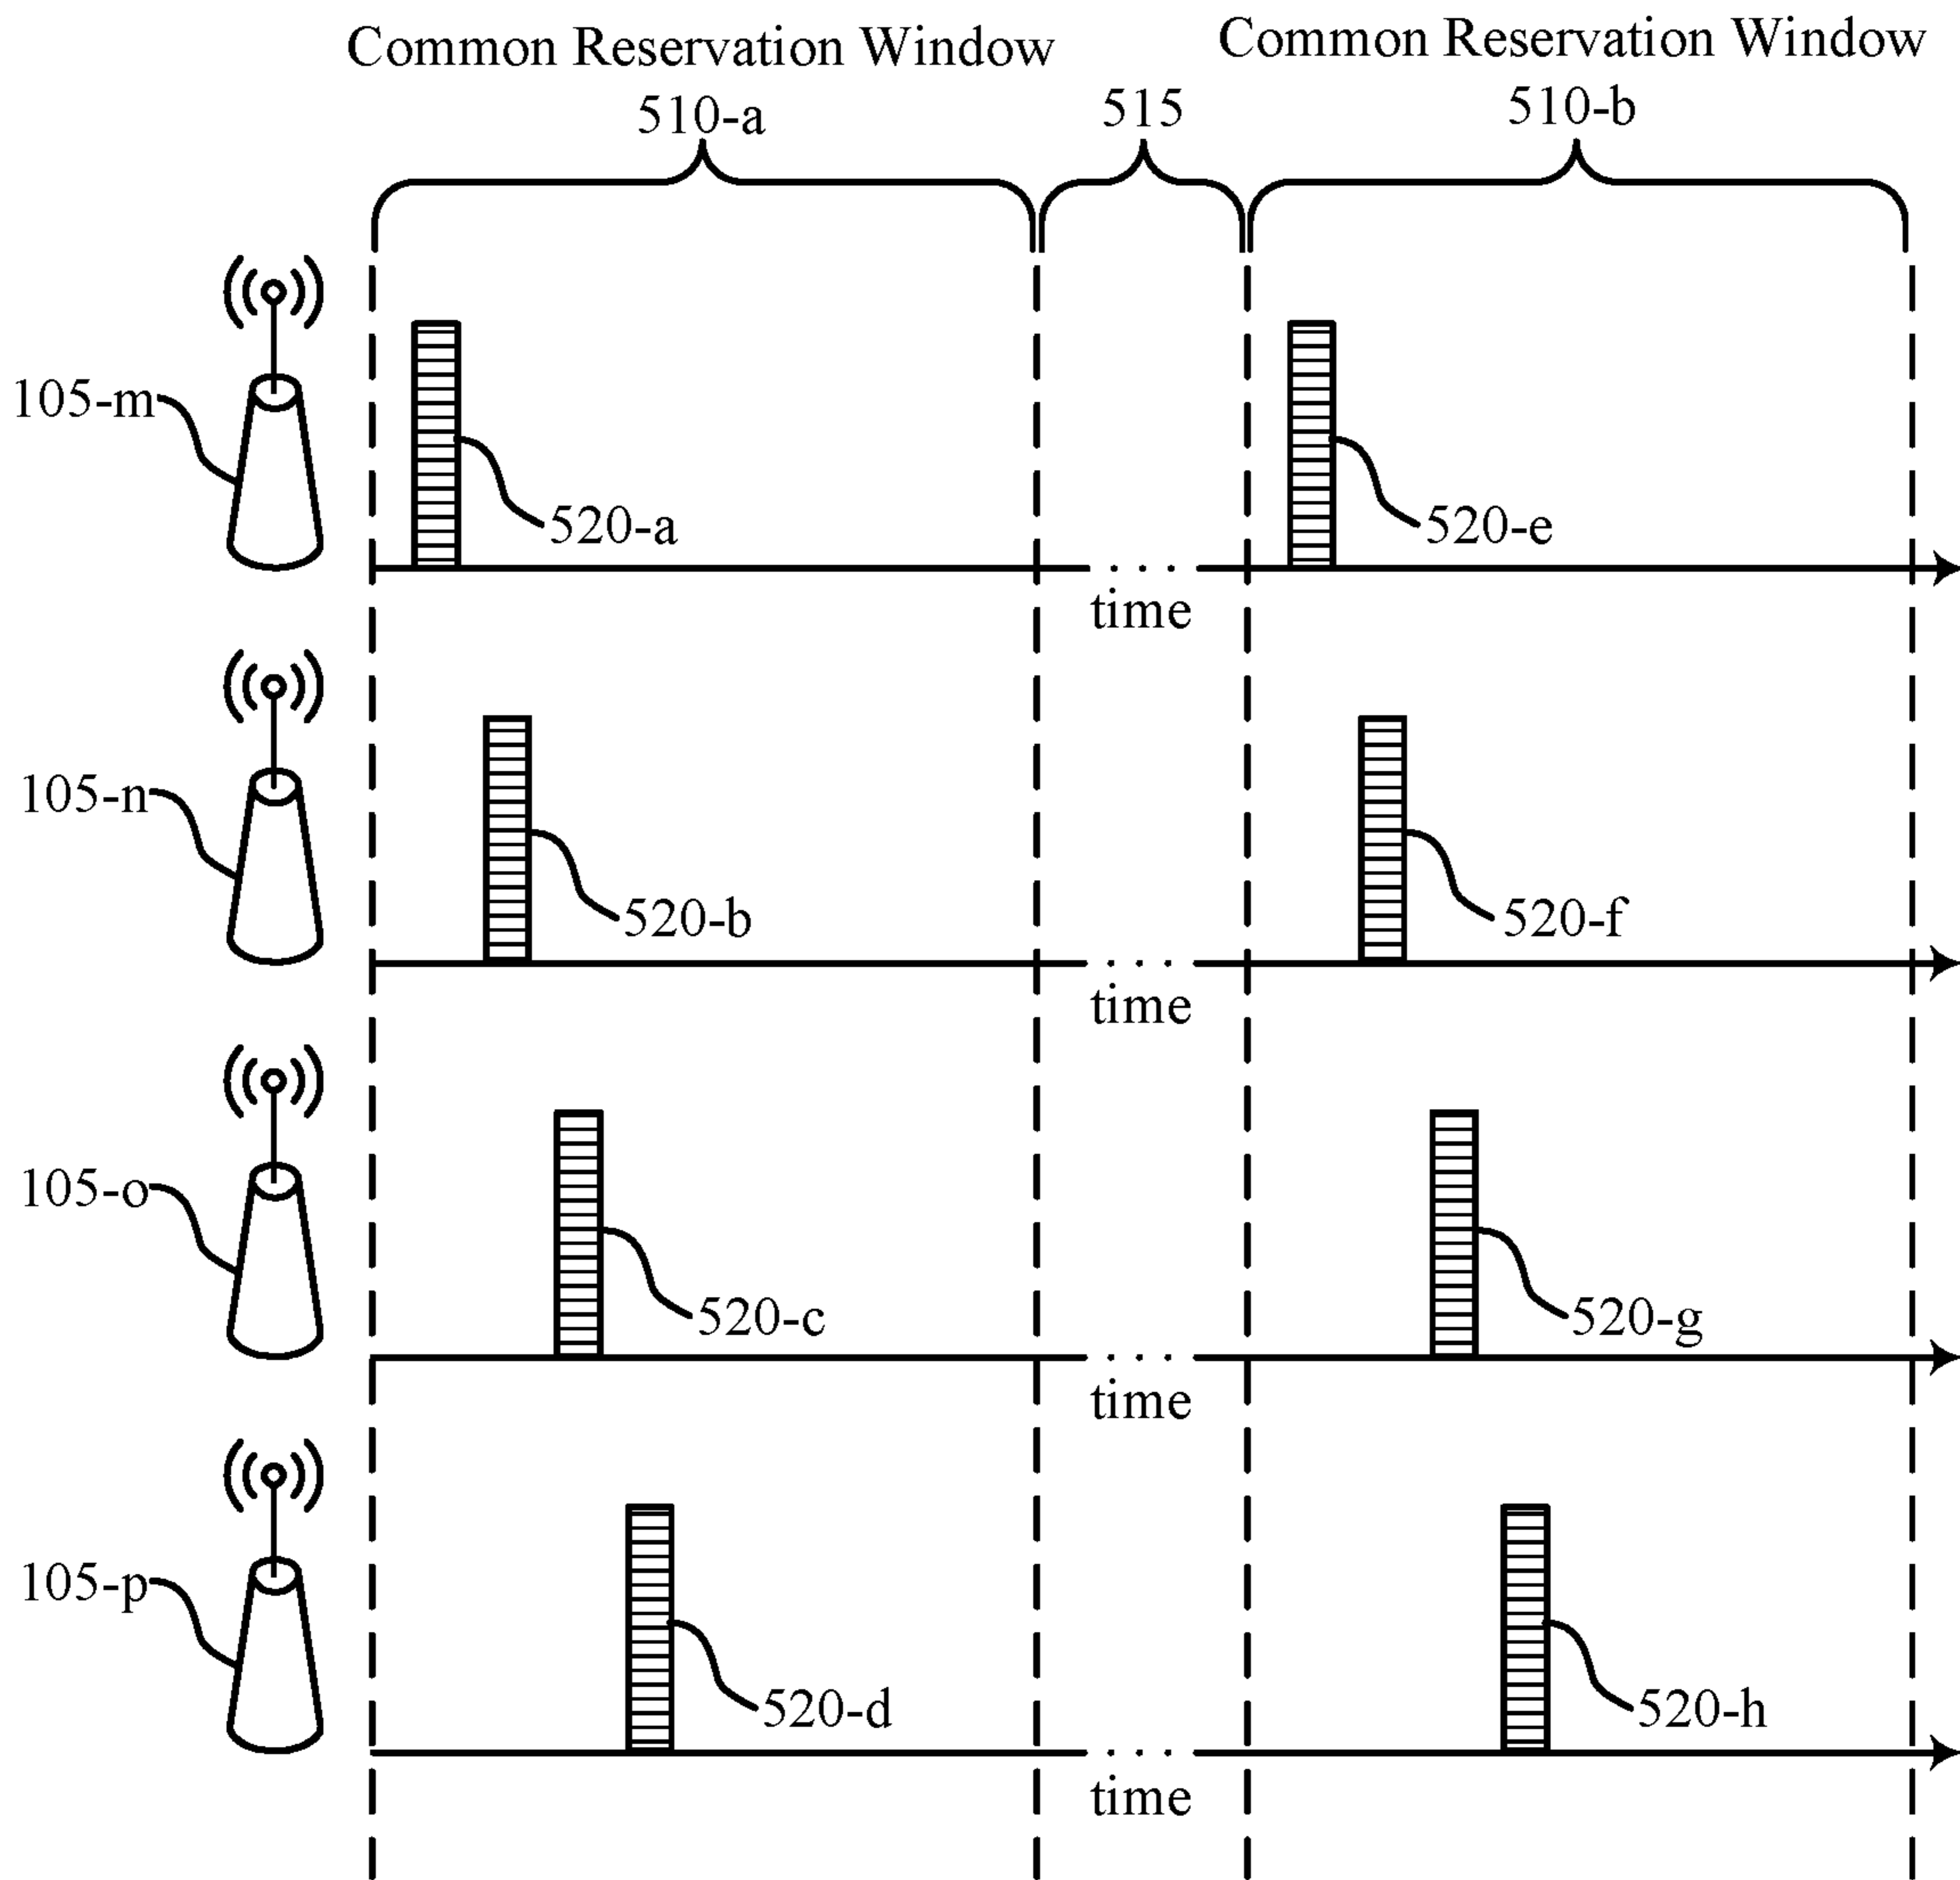 Common Reservation Window
510-a
515
Common Reservation Window
510-b
105-m
520-a
520-e
time
105-n
520-b
520-f
time
105-o
520-c
520-g
time
105-p
520-d
520-h
time